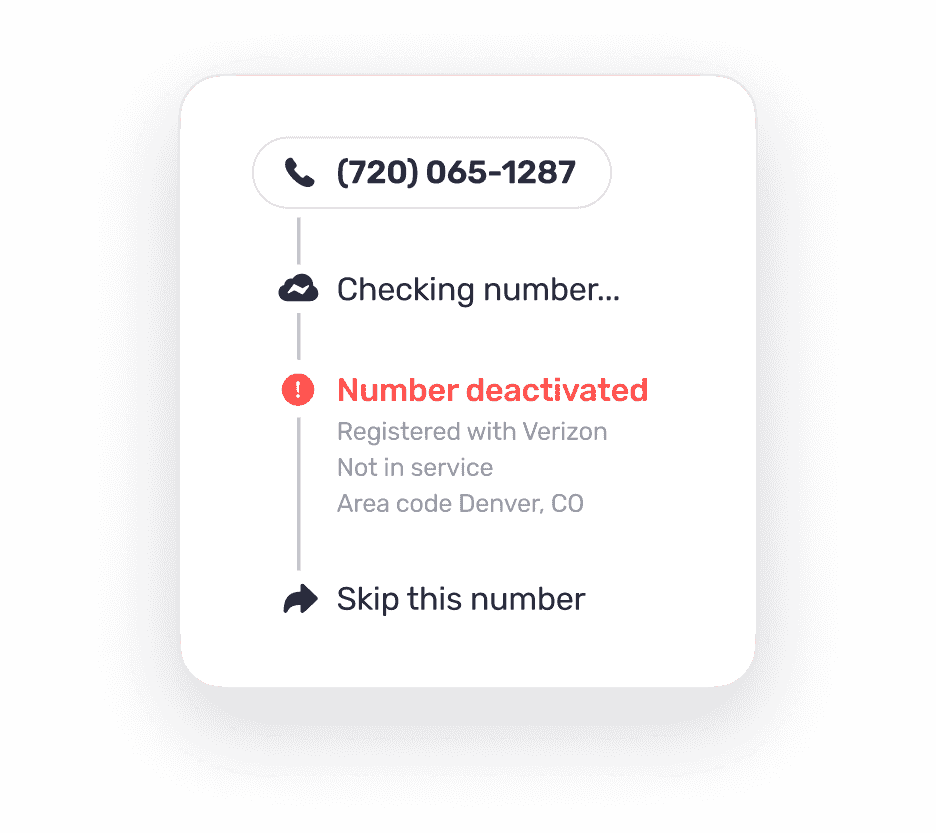 (720) 065-1287
Checking number...
Number deactivated
Registered with Verizon
Not in service
Area code Denver, CO
Skip this number